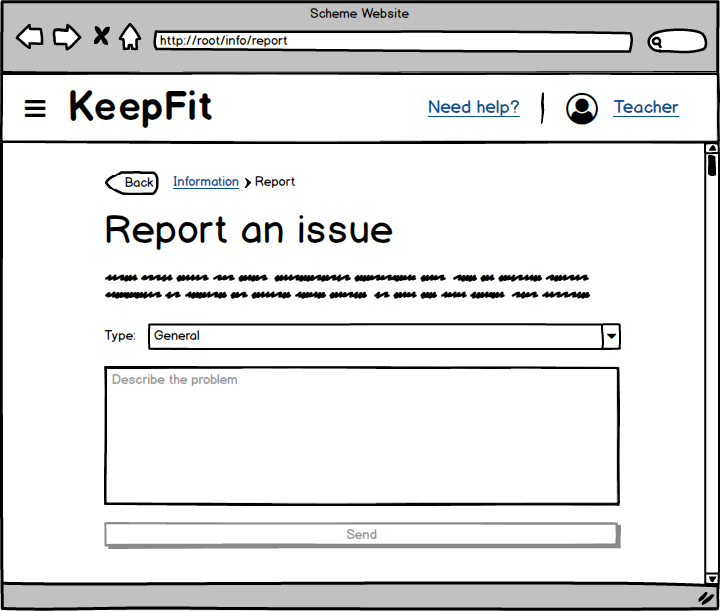 Scheme Website
http://root/info/report
KeepFit
Need help?
Teacher
Back
Information
Report
Report an issue
Type:
General
Describe the problem
Send